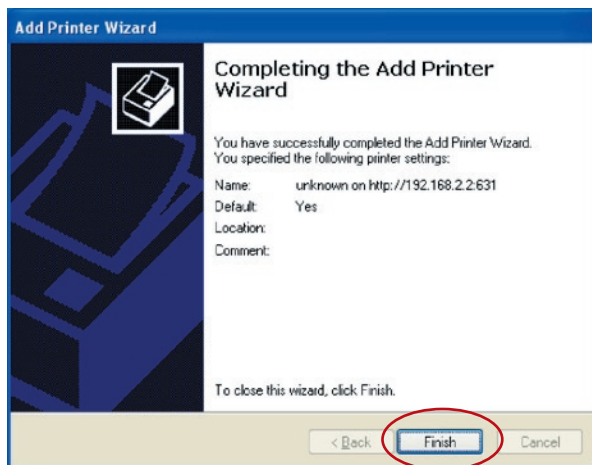 Add Printer Wizard
Completing the Add Printer
Wizard
You have successfully completed the Add Printer Wizard.
You specified the following printer settings:
Name: unknown on http://192.168.2.2:631
Default: Yes
Location:
Comment:
To close this wizard, click Finish.
< Back Finish Cancel